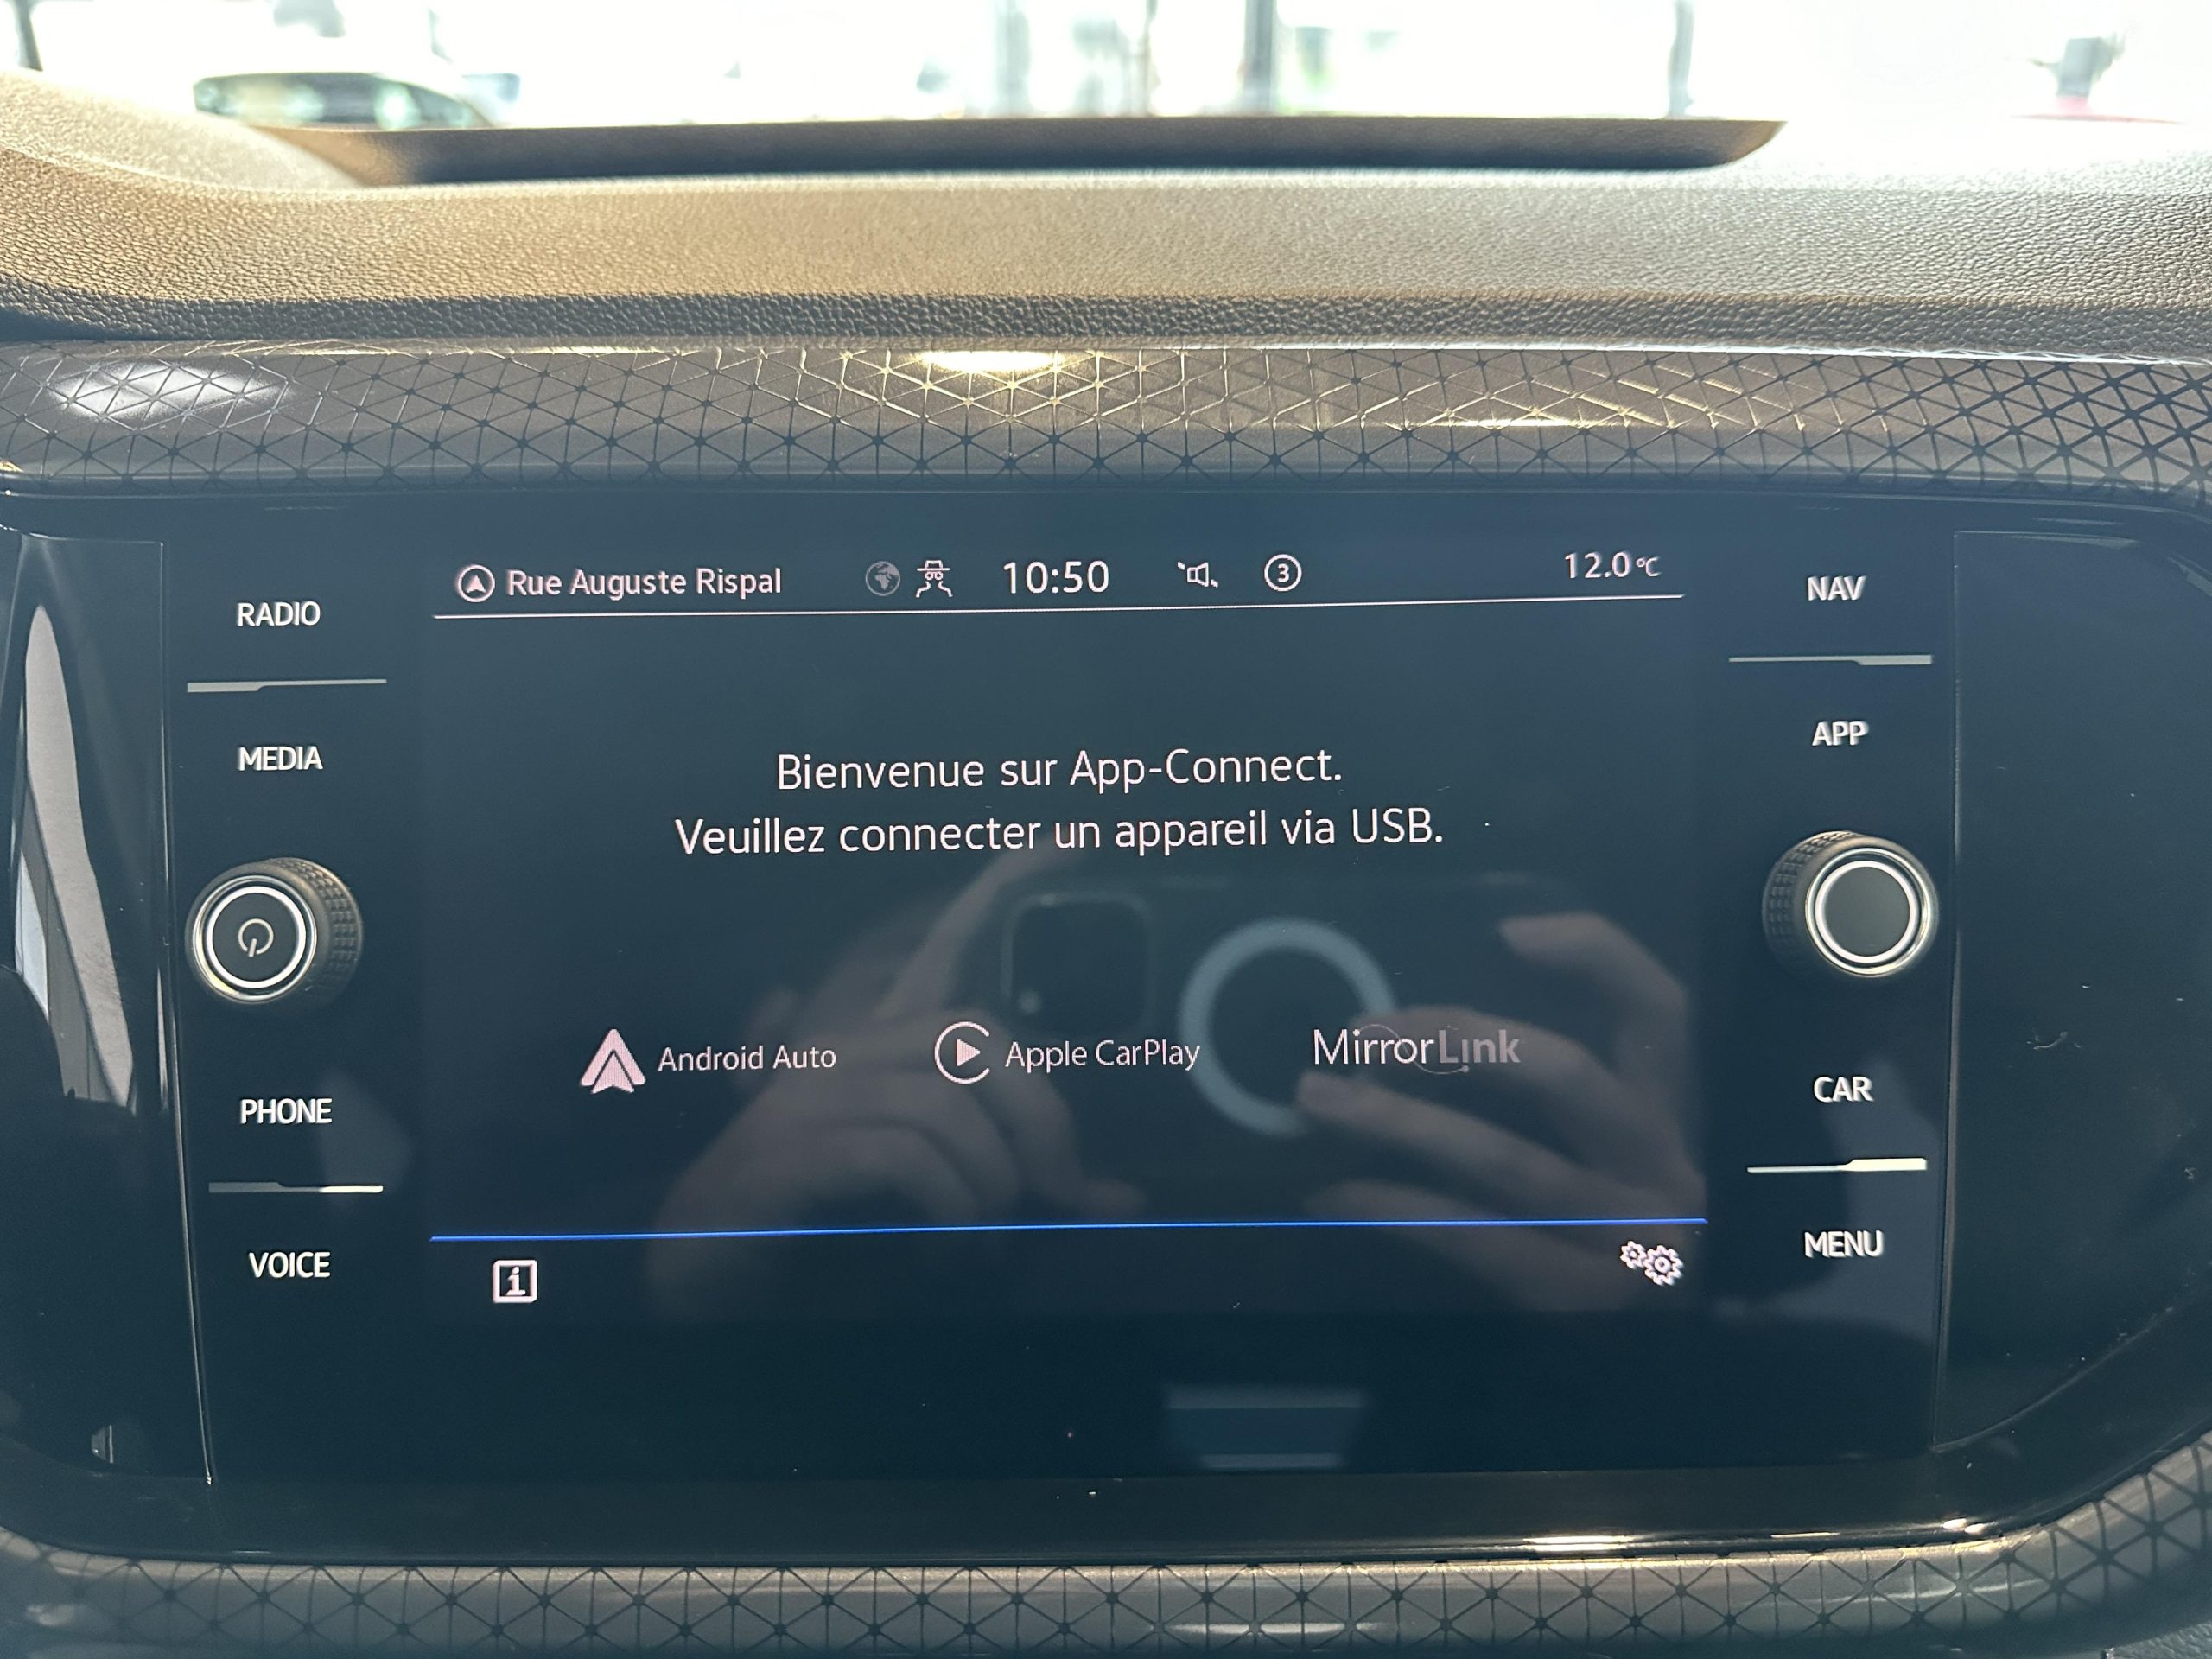 Rue Auguste Rispal 10:50 3 12.0°C
RADIO
MEDIA
PHONE
VOICE
Bienvenue sur App-Connect.
Veuillez connecter un appareil via USB.
Android Auto Apple CarPlay MirrorLink
i
NAV
APP
CAR
MENU